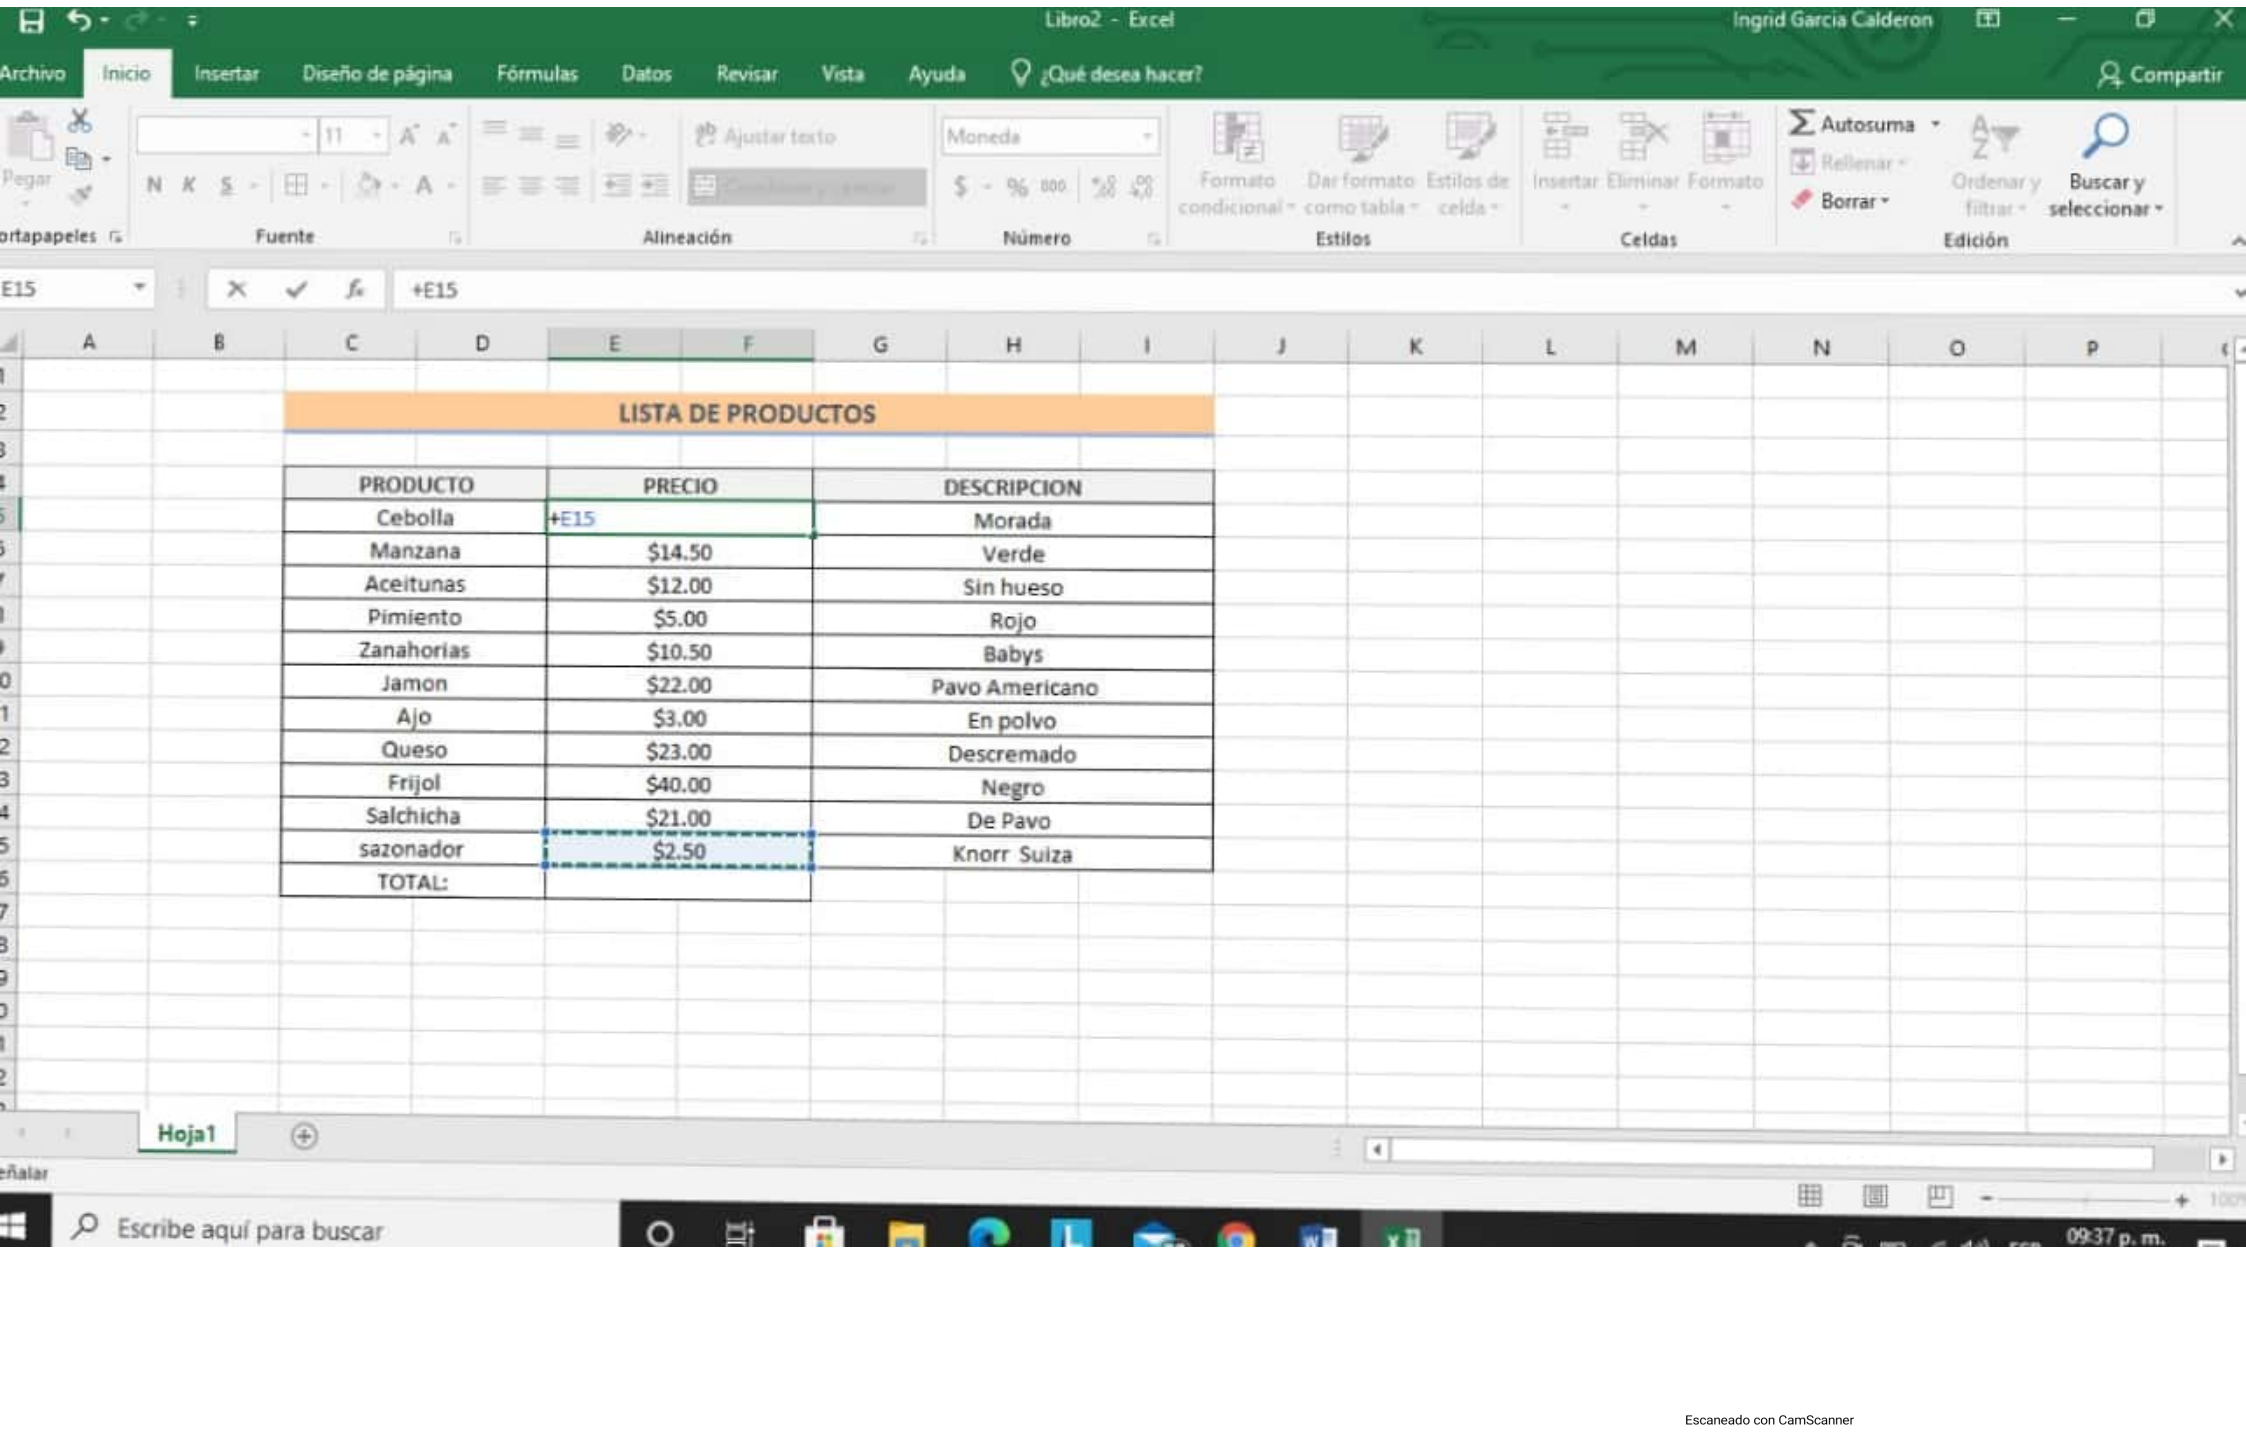 Libro2 - Excel
Ingrid Garcia Calderon
Archivo Inicio Insertar Diseño de página Fórmulas Datos Revisar Vista Ayuda ¿Qué desea hacer?
Compartir
Pegar
11
N K S
A
Ajustar texto
Moneda
$ % 000
Formato condicional
Dar formato como tabla
Estilos de celda
Insertar Eliminar Formato
Autosuma
Rellenar
Borrar
Ordenar y filtrar
Buscar y seleccionar
ortapapeles Fuente Alineación Número Estilos Celdas Edición
E15 fx +E15
A B C D E F G H I J K L M N O P
LISTA DE PRODUCTOS
PRODUCTO PRECIO DESCRIPCION
Cebolla +E15 Morada
Manzana $14.50 Verde
Aceitunas $12.00 Sin hueso
Pimiento $5.00 Rojo
Zanahorias $10.50 Babys
Jamon $22.00 Pavo Americano
Ajo $3.00 En polvo
Queso $23.00 Descremado
Frijol $40.00 Negro
Salchicha $21.00 De Pavo
sazonador $2.50 Knorr Suiza
TOTAL:
Hoja1
eñalar
Escribe aquí para buscar
09:37 p. m.
Escaneado con CamScanner